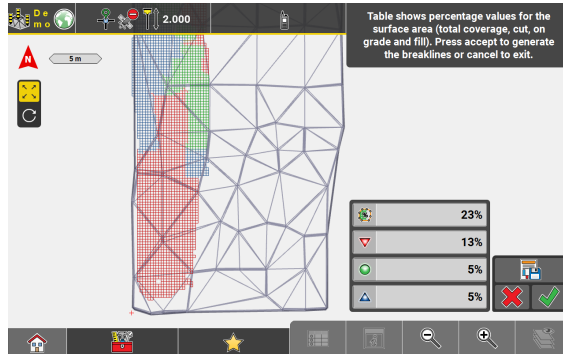 De
mo
2.000
Table shows percentage values for the
surface area (total coverage, cut, on
grade and fill). Press accept to generate
the breaklines or cancel to exit.
N
5 m
23%
13%
5%
5%